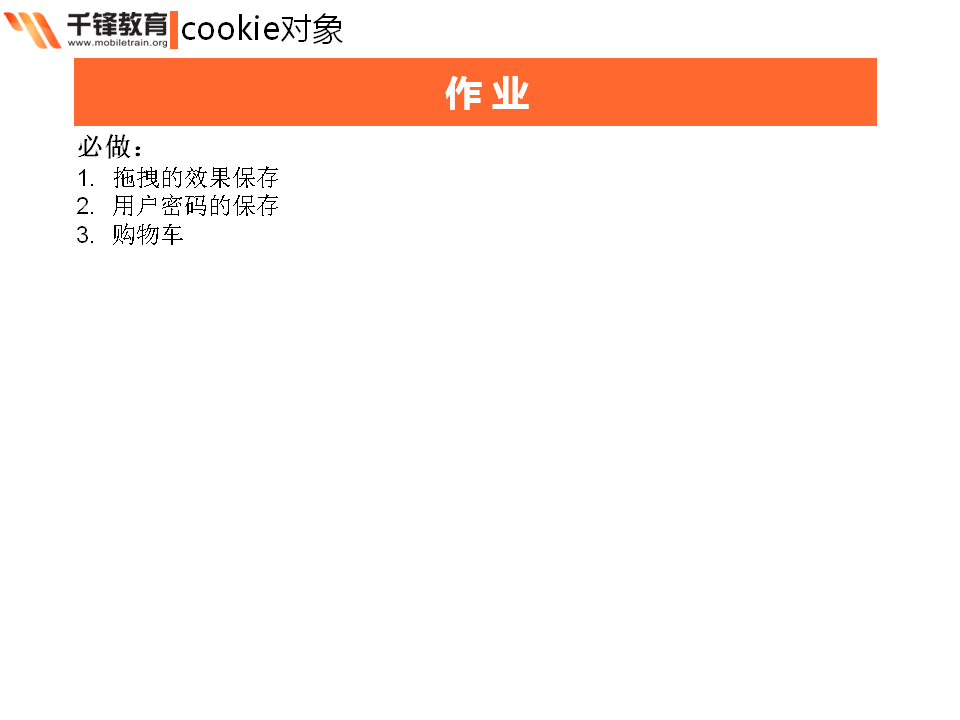 千锋教育
www.mobiletrain.org
cookie对象
作 业
必做：
1. 拖拽的效果保存
2. 用户密码的保存
3. 购物车